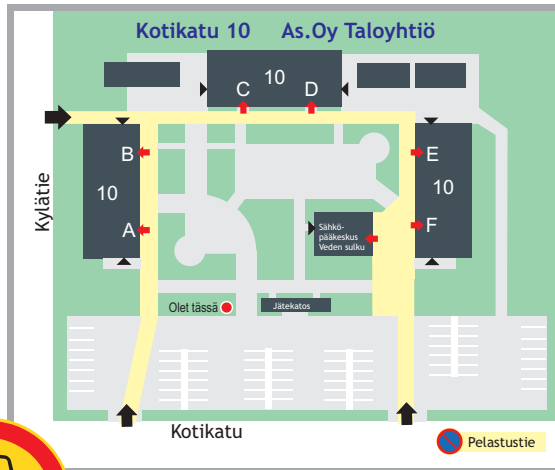 Kotikatu 10 As.Oy Taloyhtiö
10
C D
B
10
A
E
10
F
Kylätie
Sähkö-
pääkeskus
Veden sulku
Olet tässä
Jätekatos
Kotikatu
Pelastustie